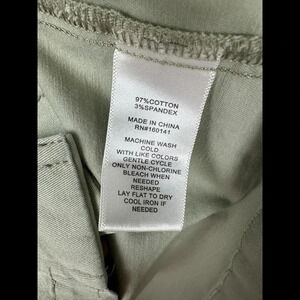 97%COTTON
3%SPANDEX
MADE IN CHINA
RN#160141
MACHINE WASH
COLD
WITH LIKE COLORS
GENTLE CYCLE
ONLY NON-CHLORINE
BLEACH WHEN
NEEDED
RESHAPE
LAY FLAT TO DRY
COOL IRON IF
NEEDED